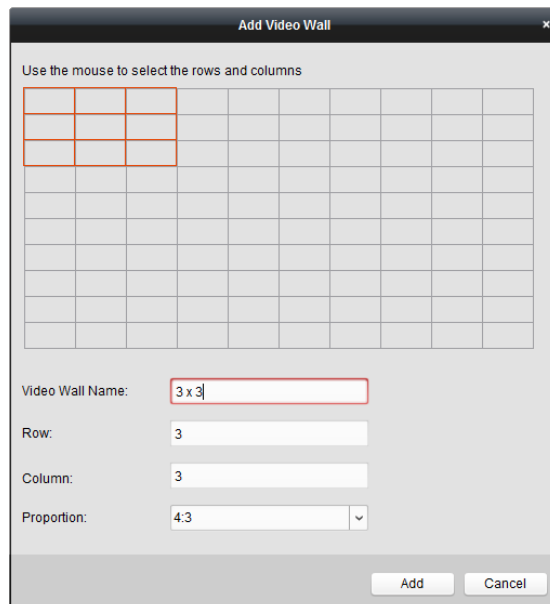 Add Video Wall ×
Use the mouse to select the rows and columns
Video Wall Name: 3 x 3
Row: 3
Column: 3
Proportion: 4:3
Add Cancel